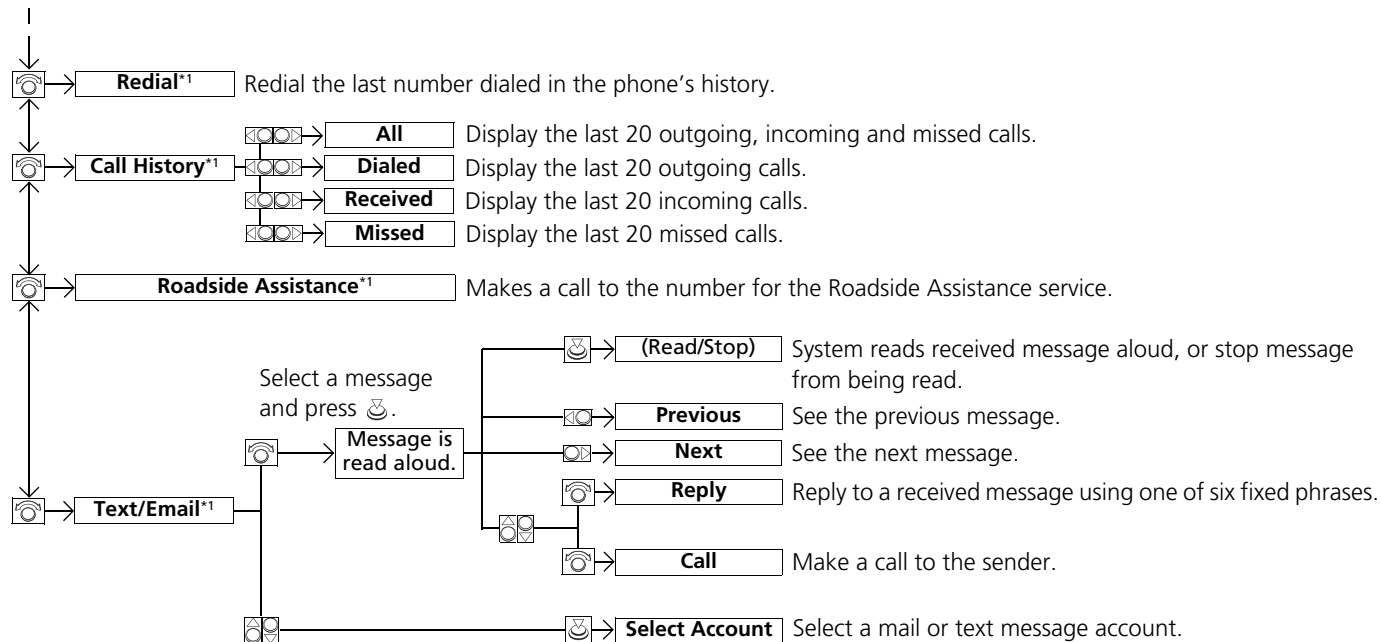 Redial*1 Redial the last number dialed in the phone's history.
All Display the last 20 outgoing, incoming and missed calls.
Call History*1 Dialed Display the last 20 outgoing calls.
Received Display the last 20 incoming calls.
Missed Display the last 20 missed calls.
Roadside Assistance*1 Makes a call to the number for the Roadside Assistance service.
(Read/Stop) System reads received message aloud, or stop message
from being read.
Select a message
and press .
Previous See the previous message.
Message is
read aloud.
Next See the next message.
Reply Reply to a received message using one of six fixed phrases.
Text/Email*1
Call Make a call to the sender.
Select Account Select a mail or text message account.